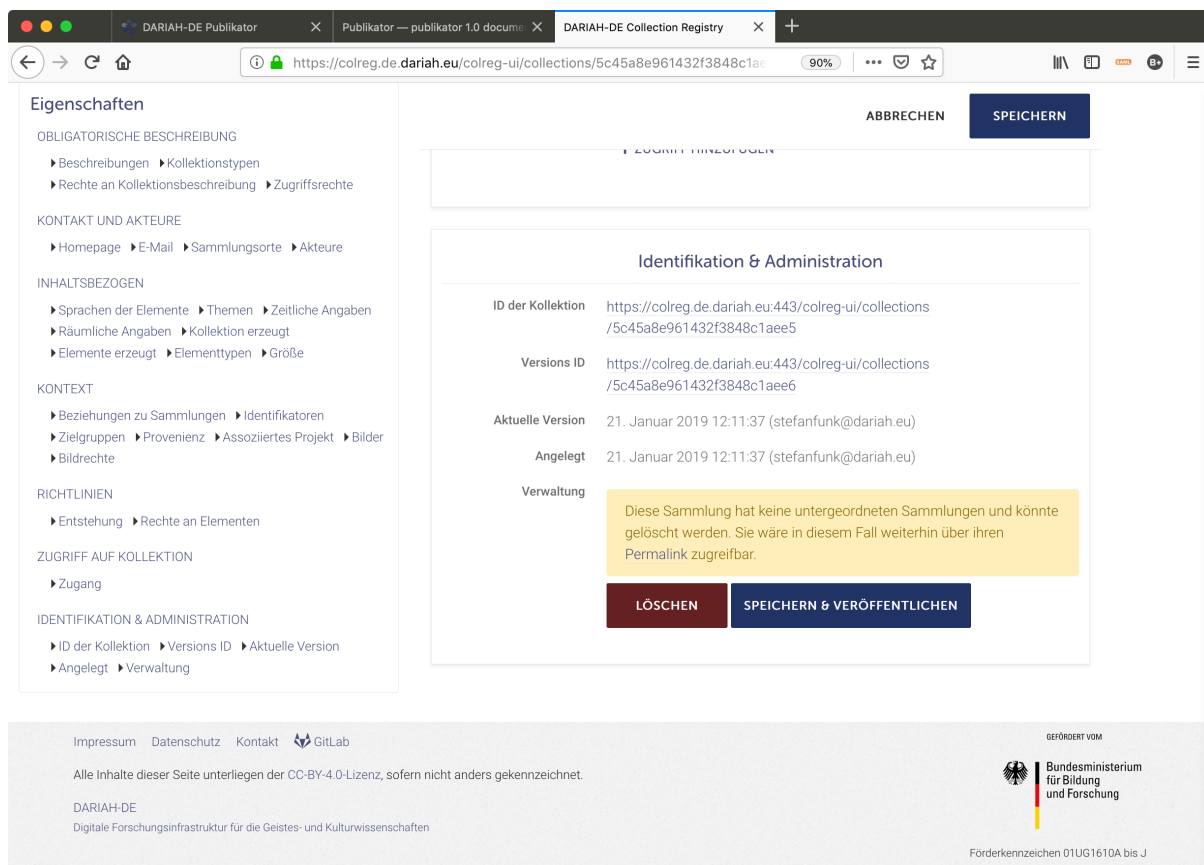 DARIAH-DE Publikator
Publikator — publikator 1.0 docume
DARIAH-DE Collection Registry
https://colreg.de.dariah.eu/colreg-ui/collections/5c45a8e961432f3848c1ae
90%
Eigenschaften
OBLIGATORISCHE BESCHREIBUNG
Beschreibungen Kollektionstypen
Rechte an Kollektionsbeschreibung Zugriffsrechte
KONTAKT UND AKTEURE
Homepage E-Mail Sammlungsorte Akteure
INHALTSBEZOGEN
Sprachen der Elemente Themen Zeitliche Angaben
Räumliche Angaben Kollektion erzeugt
Elemente erzeugt Elementtypen Größe
KONTEXT
Beziehungen zu Sammlungen Identifikatoren
Zielgruppen Provenienz Assoziiertes Projekt Bilder
Bildrechte
RICHTLINIEN
Entstehung Rechte an Elementen
ZUGRIFF AUF KOLLEKTION
Zugang
IDENTIFIKATION & ADMINISTRATION
ID der Kollektion Versions ID Aktuelle Version
Angelegt Verwaltung
ABBRECHEN
SPEICHERN
ZUGRIFF HINZUFÜGEN
Identifikation & Administration
ID der Kollektion https://colreg.de.dariah.eu:443/colreg-ui/collections
/5c45a8e961432f3848c1aee5
Versions ID https://colreg.de.dariah.eu:443/colreg-ui/collections
/5c45a8e961432f3848c1aee6
Aktuelle Version 21. Januar 2019 12:11:37 (stefanfunk@dariah.eu)
Angelegt 21. Januar 2019 12:11:37 (stefanfunk@dariah.eu)
Verwaltung
Diese Sammlung hat keine untergeordneten Sammlungen und könnte
gelöscht werden. Sie wäre in diesem Fall weiterhin über ihren
Permalink zugreifbar.
LÖSCHEN
SPEICHERN & VERÖFFENTLICHEN
Impressum Datenschutz Kontakt GitLab
Alle Inhalte dieser Seite unterliegen der CC-BY-4.0-Lizenz, sofern nicht anders gekennzeichnet.
DARIAH-DE
Digitale Forschungsinfrastruktur für die Geistes- und Kulturwissenschaften
GEFÖRDERT VOM
Bundesministerium
für Bildung
und Forschung
Förderkennzeichen 01UG1610A bis J